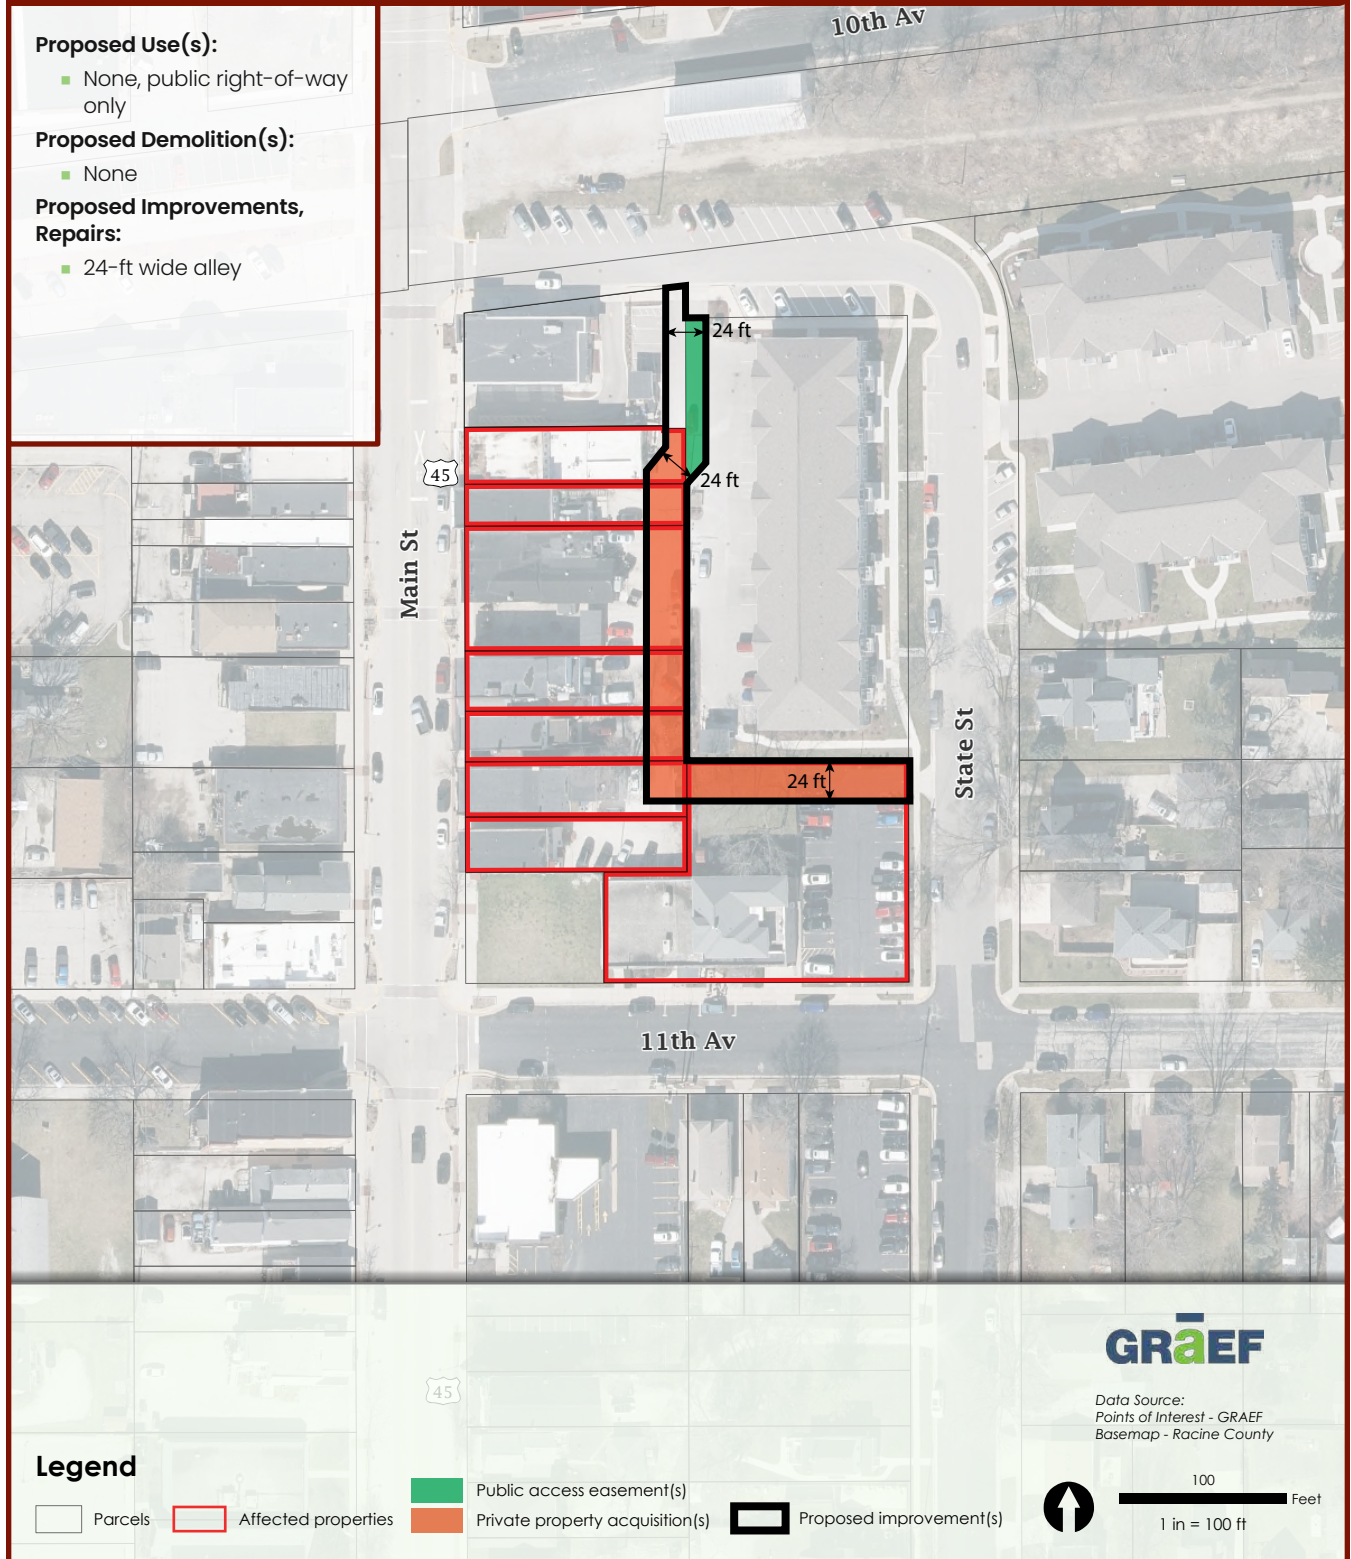 Proposed Use(s):
None, public right-of-way
only
Proposed Demolition(s):
None
Proposed Improvements,
Repairs:
24-ft wide alley
10th Av
24 ft
24 ft
45
Main St
State St
24 ft
11th Av
45
GRāEF
Data Source:
Points of Interest - GRAEF
Basemap - Racine County
Legend
Parcels
Affected properties
Public access easement(s)
Private property acquisition(s)
Proposed improvement(s)
100
Feet
1 in = 100 ft